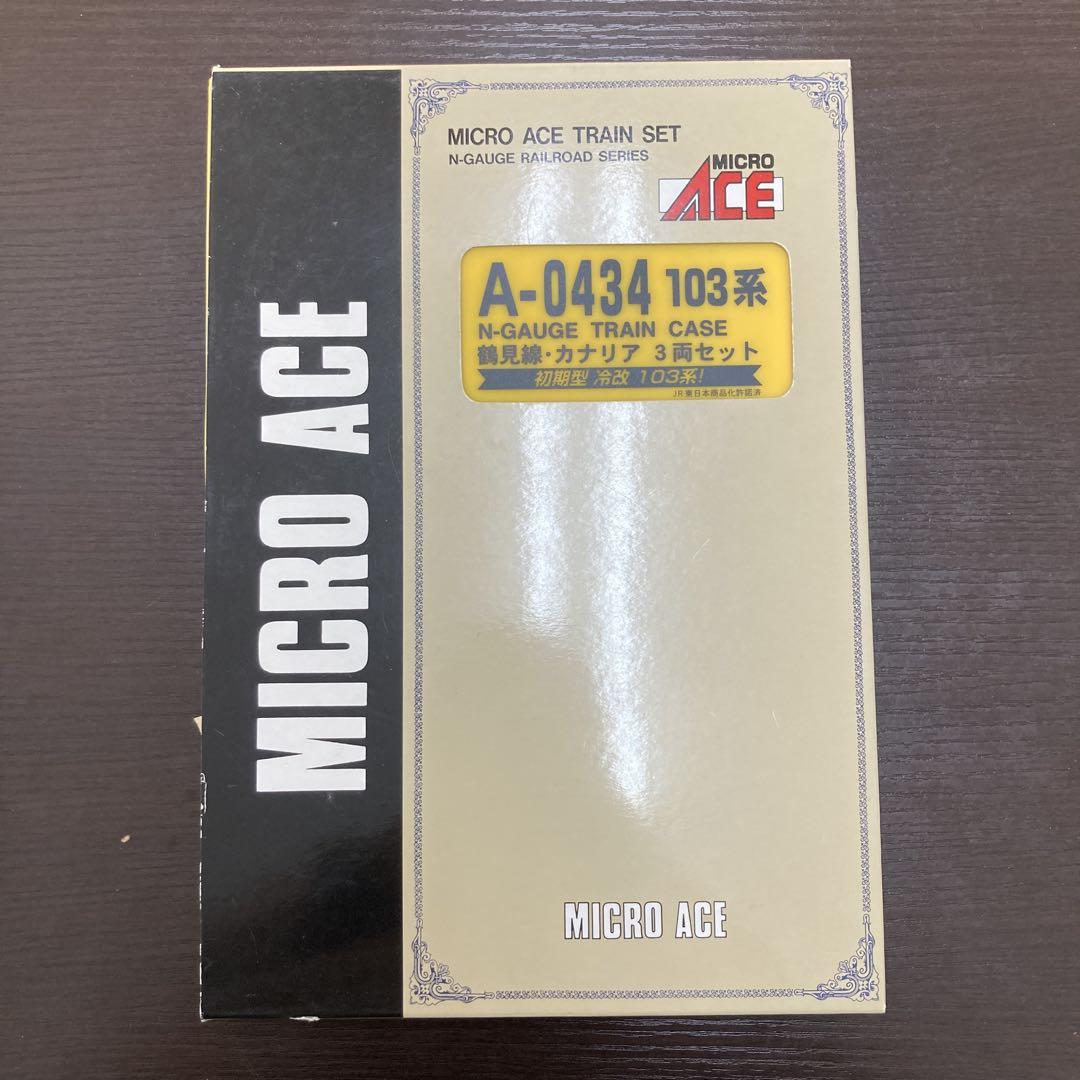 MICRO ACE
MICRO ACE TRAIN SET
N-GAUGE RAILROAD SERIES
MICRO
ACE
A-0434 103系
N-GAUGE TRAIN CASE
鶴見線・カナリア 3両セット
初期型 冷改 103系!
JR東日本商品化許諾済
MICRO ACE